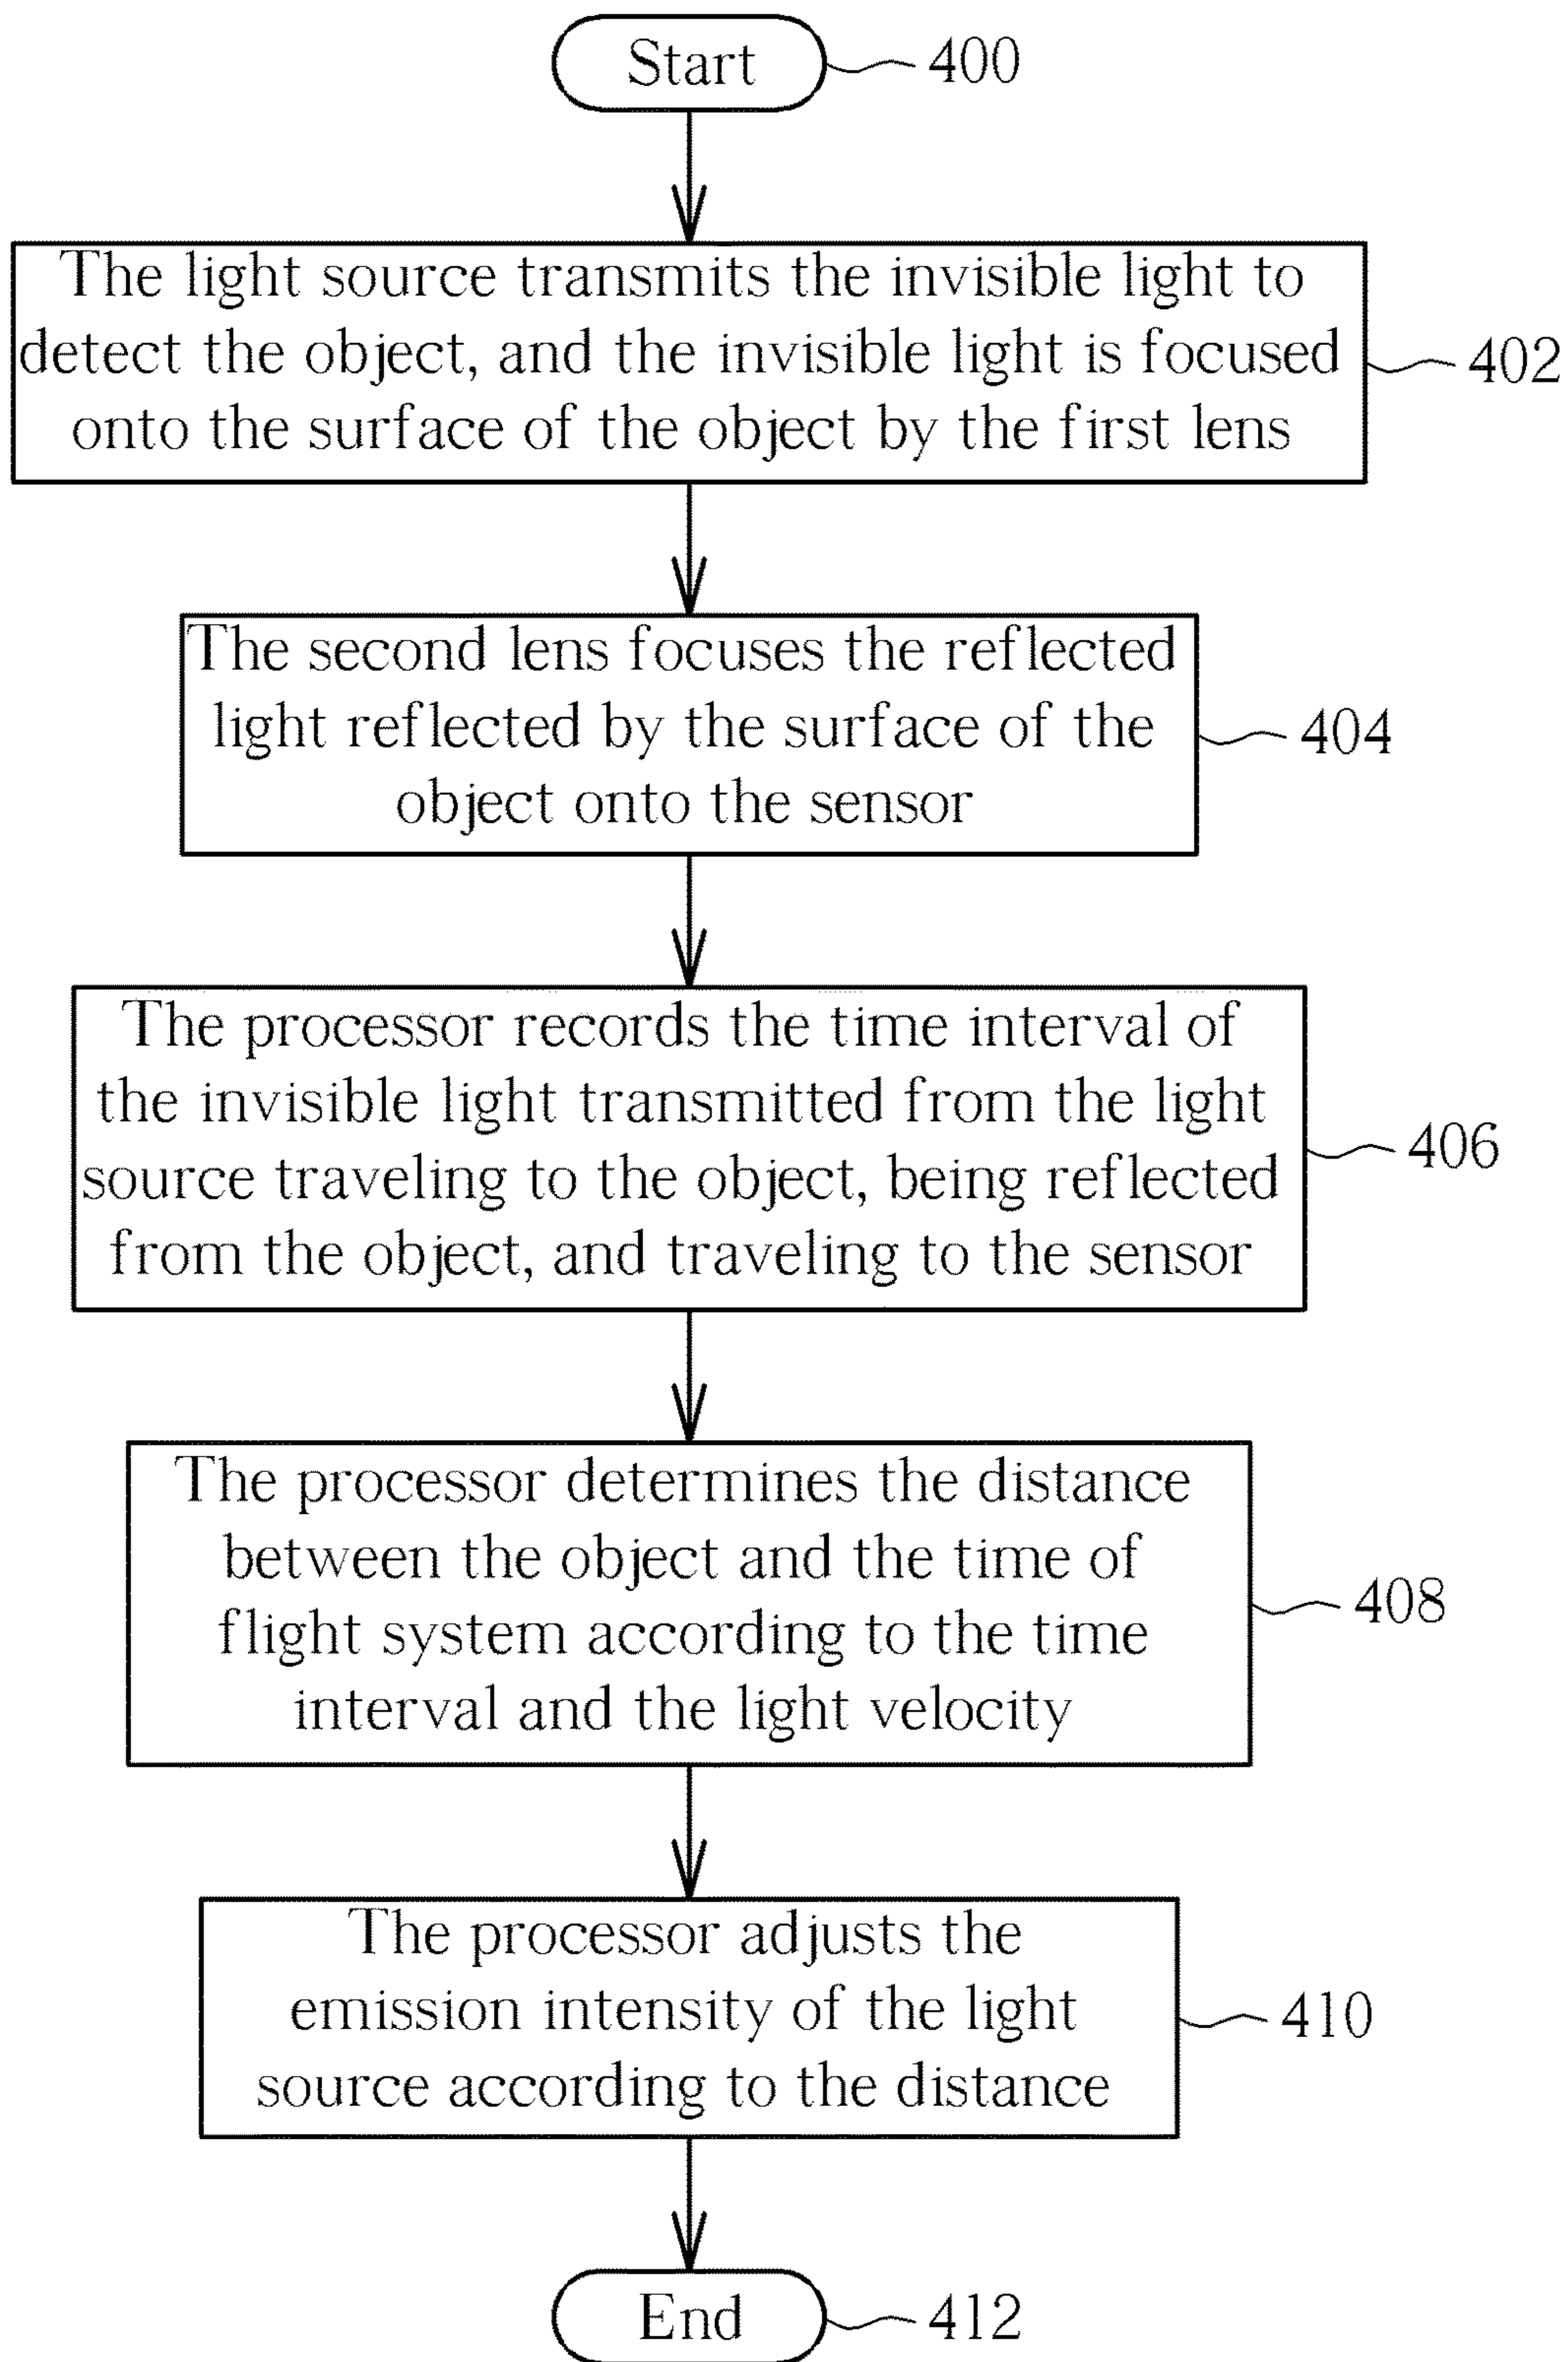 Start
400
The light source transmits the invisible light to
detect the object, and the invisible light is focused
onto the surface of the object by the first lens
402
The second lens focuses the reflected
light reflected by the surface of the
object onto the sensor
404
The processor records the time interval of
the invisible light transmitted from the light
source traveling to the object, being reflected
from the object, and traveling to the sensor
406
The processor determines the distance
between the object and the time of
flight system according to the time
interval and the light velocity
408
The processor adjusts the
emission intensity of the light
source according to the distance
410
End
412